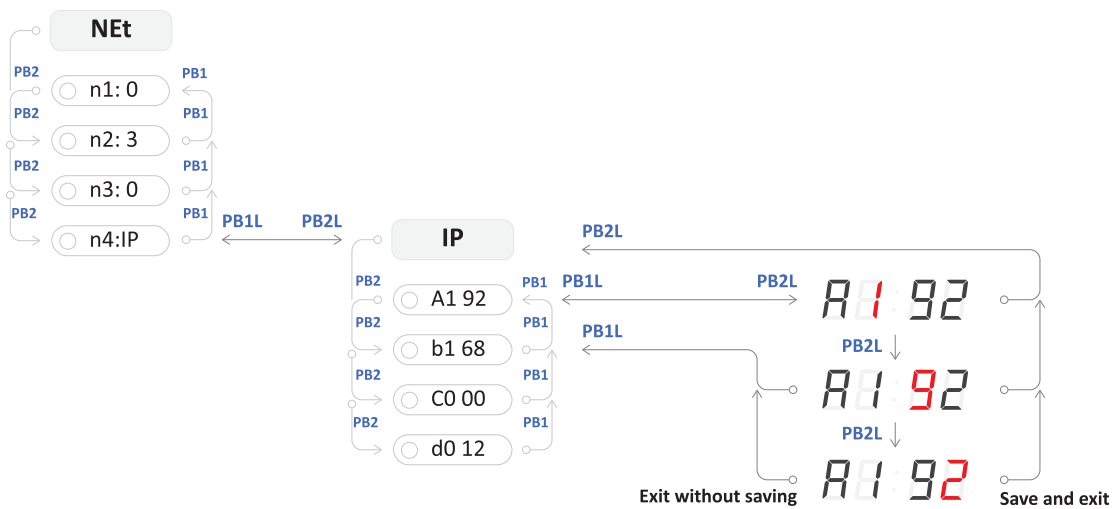 NEt
PB2
PB1
n1: 0
PB2
PB1
n2: 3
PB2
PB1
n3: 0
PB2
PB1
n4:IP
PB1L
PB2L
IP
PB2
PB1
A1 92
PB2
PB1
b1 68
PB2
PB1
C0 00
PB2
PB1
d0 12
PB2L
PB1L
PB2L
A1 92
PB1L
PB2L
A1 92
PB2L
A1 92
Exit without saving
Save and exit